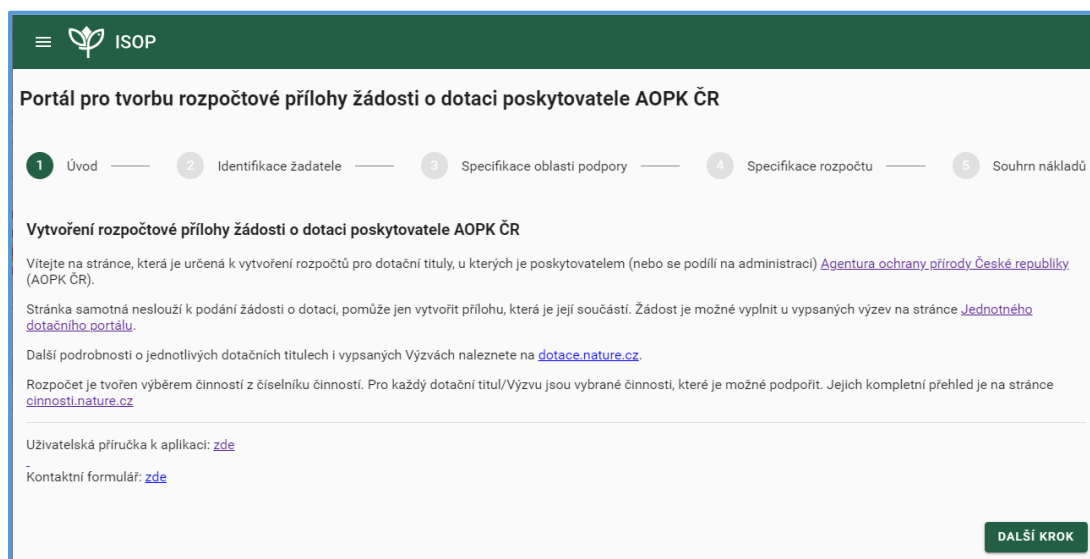 ISOP
Portál pro tvorbu rozpočtové přílohy žádosti o dotaci poskytovatele AOPK ČR
1 Úvod 2 Identifikace žadatele 3 Specifikace oblasti podpory 4 Specifikace rozpočtu 5 Souhrn nákladů
Vytvoření rozpočtové přílohy žádosti o dotaci poskytovatele AOPK ČR
Vítejte na stránce, která je určená k vytvoření rozpočtů pro dotační tituly, u kterých je poskytovatelem (nebo se podílí na administraci) Agentura ochrany přírody České republiky
(AOPK ČR).
Stránka samotná neslouží k podání žádosti o dotaci, pomůže jen vytvořit přílohu, která je její součástí. Žádost je možné vyplnit u vypsaných výzev na stránce Jednotného
dotačního portálu.
Další podrobnosti o jednotlivých dotačních titulech i vypsaných Výzvách naleznete na dotace.nature.cz.
Rozpočet je tvořen výběrem činností z číselníku činností. Pro každý dotační titul/Výzvu jsou vybrané činnosti, které je možné podpořit. Jejich kompletní přehled je na stránce
cinnosti.nature.cz
Uživatelská příručka k aplikaci: zde
Kontaktní formulář: zde
DALŠÍ KROK